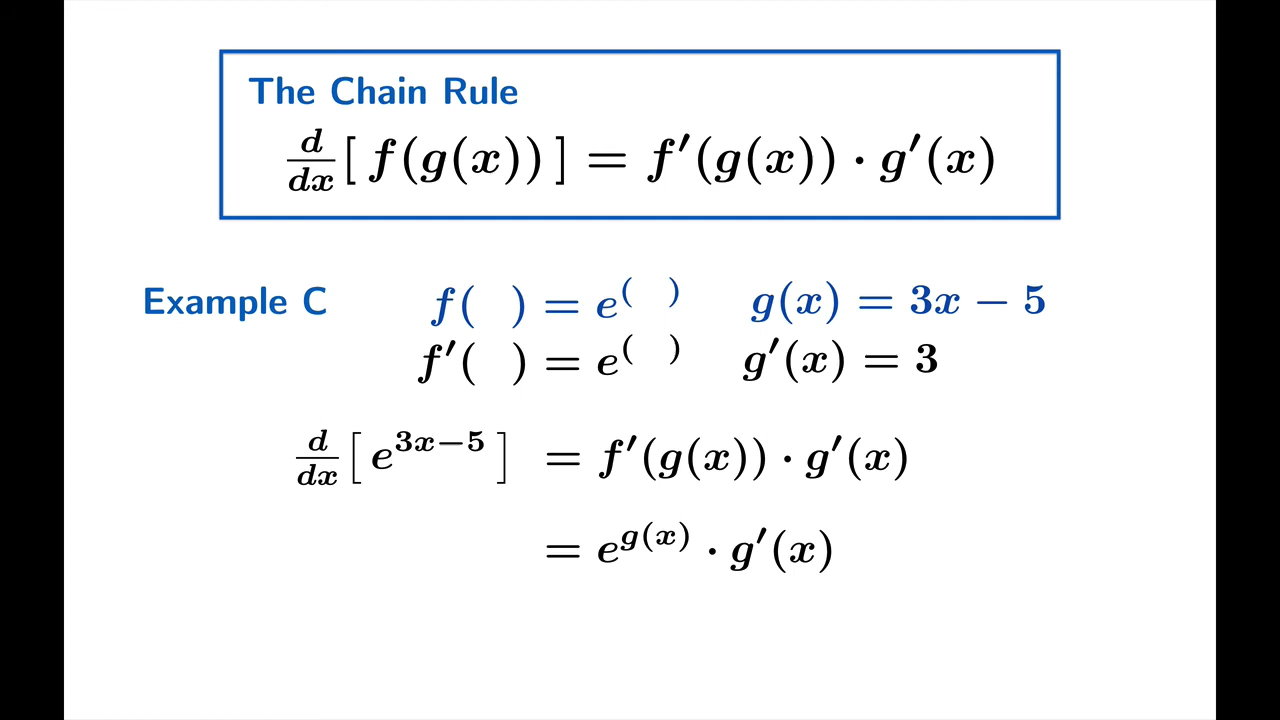 The Chain Rule
d/dx [ f(g(x)) ] = f′(g(x)) · g′(x)
Example C f( ) = e^( ) g(x) = 3x − 5
f′( ) = e^( ) g′(x) = 3
d/dx [ e^(3x−5) ] = f′(g(x)) · g′(x)
= e^g(x) · g′(x)